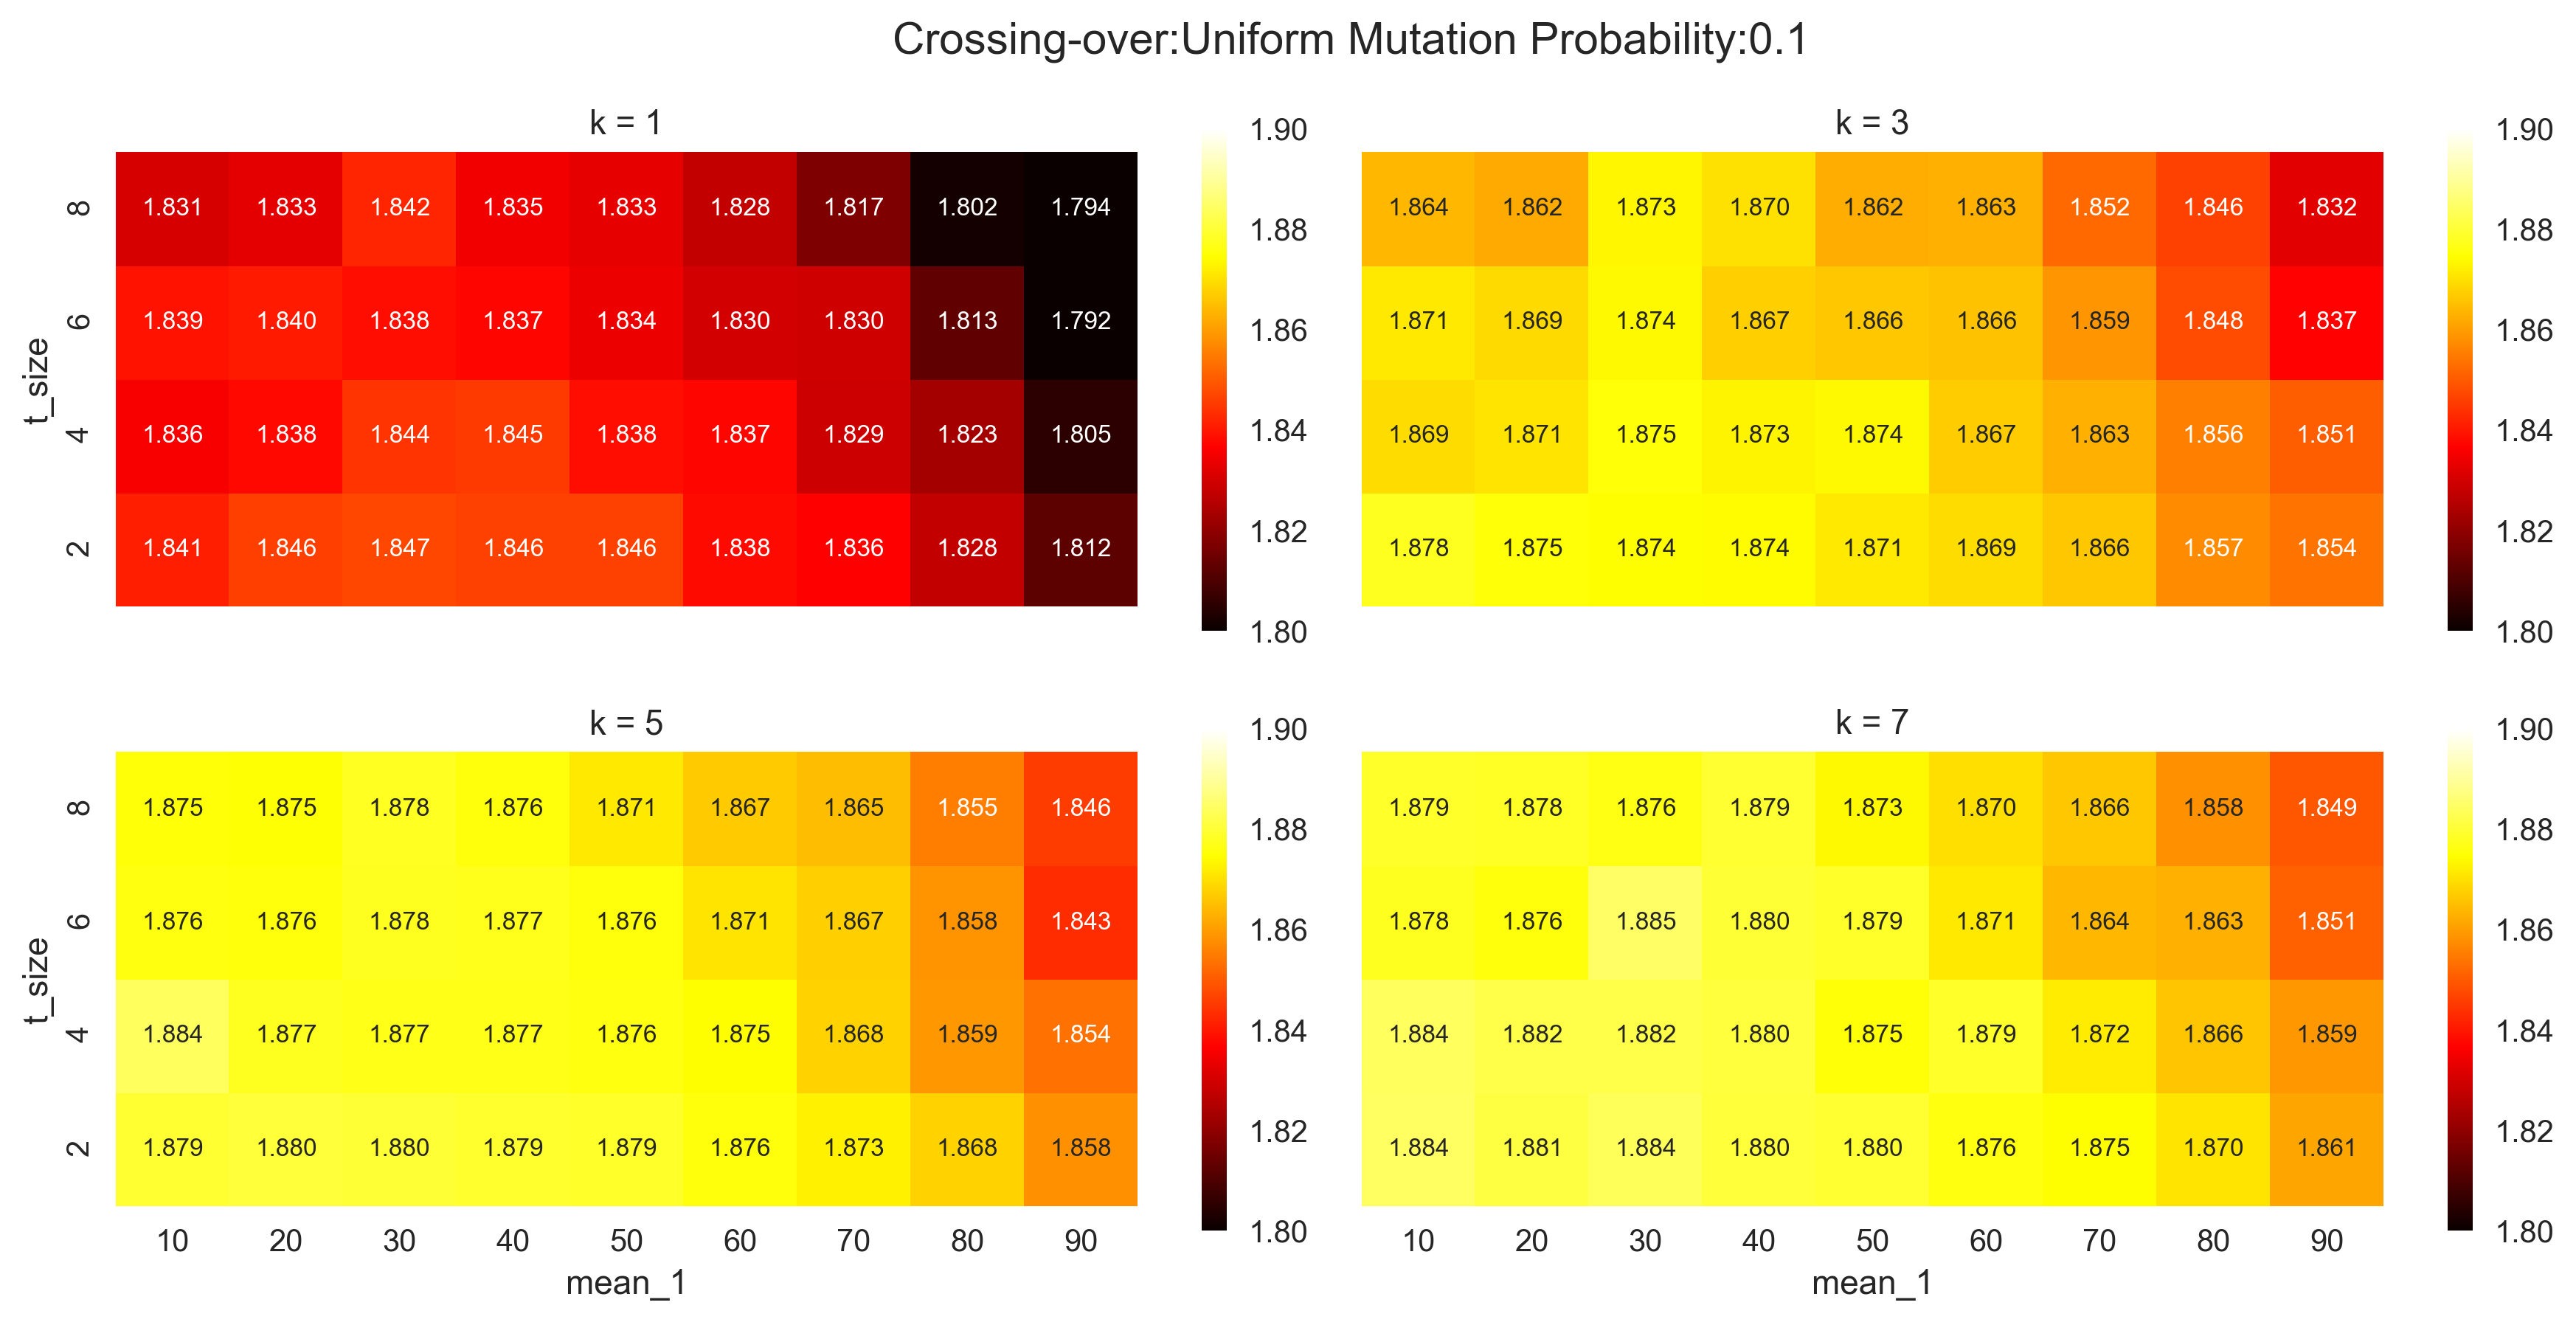 Crossing-over:Uniform Mutation Probability:0.1
k = 1
t_size
8 1.831 1.833 1.842 1.835 1.833 1.828 1.817 1.802 1.794
6 1.839 1.840 1.838 1.837 1.834 1.830 1.830 1.813 1.792
4 1.836 1.838 1.844 1.845 1.838 1.837 1.829 1.823 1.805
2 1.841 1.846 1.847 1.846 1.846 1.838 1.836 1.828 1.812
1.90
1.88
1.86
1.84
1.82
1.80
k = 3
1.864 1.862 1.873 1.870 1.862 1.863 1.852 1.846 1.832
1.871 1.869 1.874 1.867 1.866 1.866 1.859 1.848 1.837
1.869 1.871 1.875 1.873 1.874 1.867 1.863 1.856 1.851
1.878 1.875 1.874 1.874 1.871 1.869 1.866 1.857 1.854
1.90
1.88
1.86
1.84
1.82
1.80
k = 5
t_size
8 1.875 1.875 1.878 1.876 1.871 1.867 1.865 1.855 1.846
6 1.876 1.876 1.878 1.877 1.876 1.871 1.867 1.858 1.843
4 1.884 1.877 1.877 1.877 1.876 1.875 1.868 1.859 1.854
2 1.879 1.880 1.880 1.879 1.879 1.876 1.873 1.868 1.858
10 20 30 40 50 60 70 80 90
mean_1
1.90
1.88
1.86
1.84
1.82
1.80
k = 7
1.879 1.878 1.876 1.879 1.873 1.870 1.866 1.858 1.849
1.878 1.876 1.885 1.880 1.879 1.871 1.864 1.863 1.851
1.884 1.882 1.882 1.880 1.875 1.879 1.872 1.866 1.859
1.884 1.881 1.884 1.880 1.880 1.876 1.875 1.870 1.861
10 20 30 40 50 60 70 80 90
mean_1
1.90
1.88
1.86
1.84
1.82
1.80